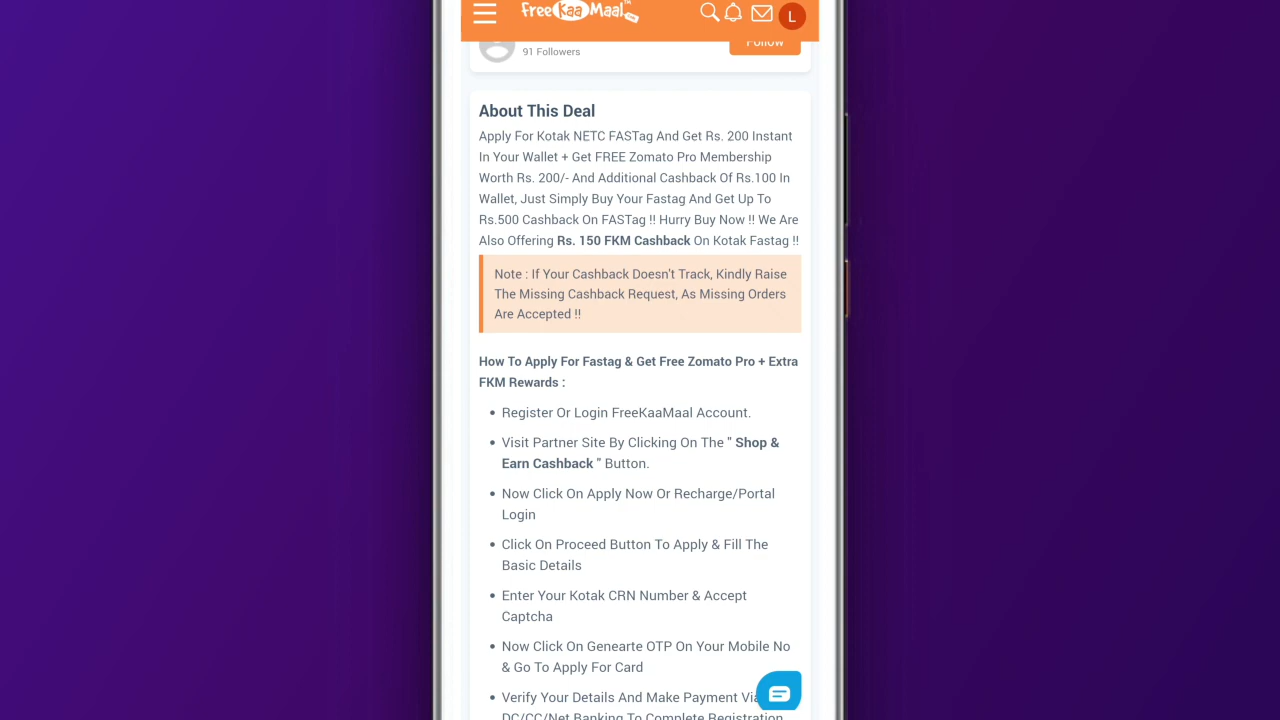 FreeKaaMaal
L
91 Followers
Follow
About This Deal
Apply For Kotak NETC FASTag And Get Rs. 200 Instant
In Your Wallet + Get FREE Zomato Pro Membership
Worth Rs. 200/- And Additional Cashback Of Rs.100 In
Wallet, Just Simply Buy Your Fastag And Get Up To
Rs.500 Cashback On FASTag !! Hurry Buy Now !! We Are
Also Offering Rs. 150 FKM Cashback On Kotak Fastag !!
Note : If Your Cashback Doesn't Track, Kindly Raise
The Missing Cashback Request, As Missing Orders
Are Accepted !!
How To Apply For Fastag & Get Free Zomato Pro + Extra
FKM Rewards :
• Register Or Login FreeKaaMaal Account.
• Visit Partner Site By Clicking On The " Shop &
Earn Cashback " Button.
• Now Click On Apply Now Or Recharge/Portal
Login
• Click On Proceed Button To Apply & Fill The
Basic Details
• Enter Your Kotak CRN Number & Accept
Captcha
• Now Click On Genearte OTP On Your Mobile No
& Go To Apply For Card
• Verify Your Details And Make Payment Via
DC/CC/Net Banking To Complete Registration